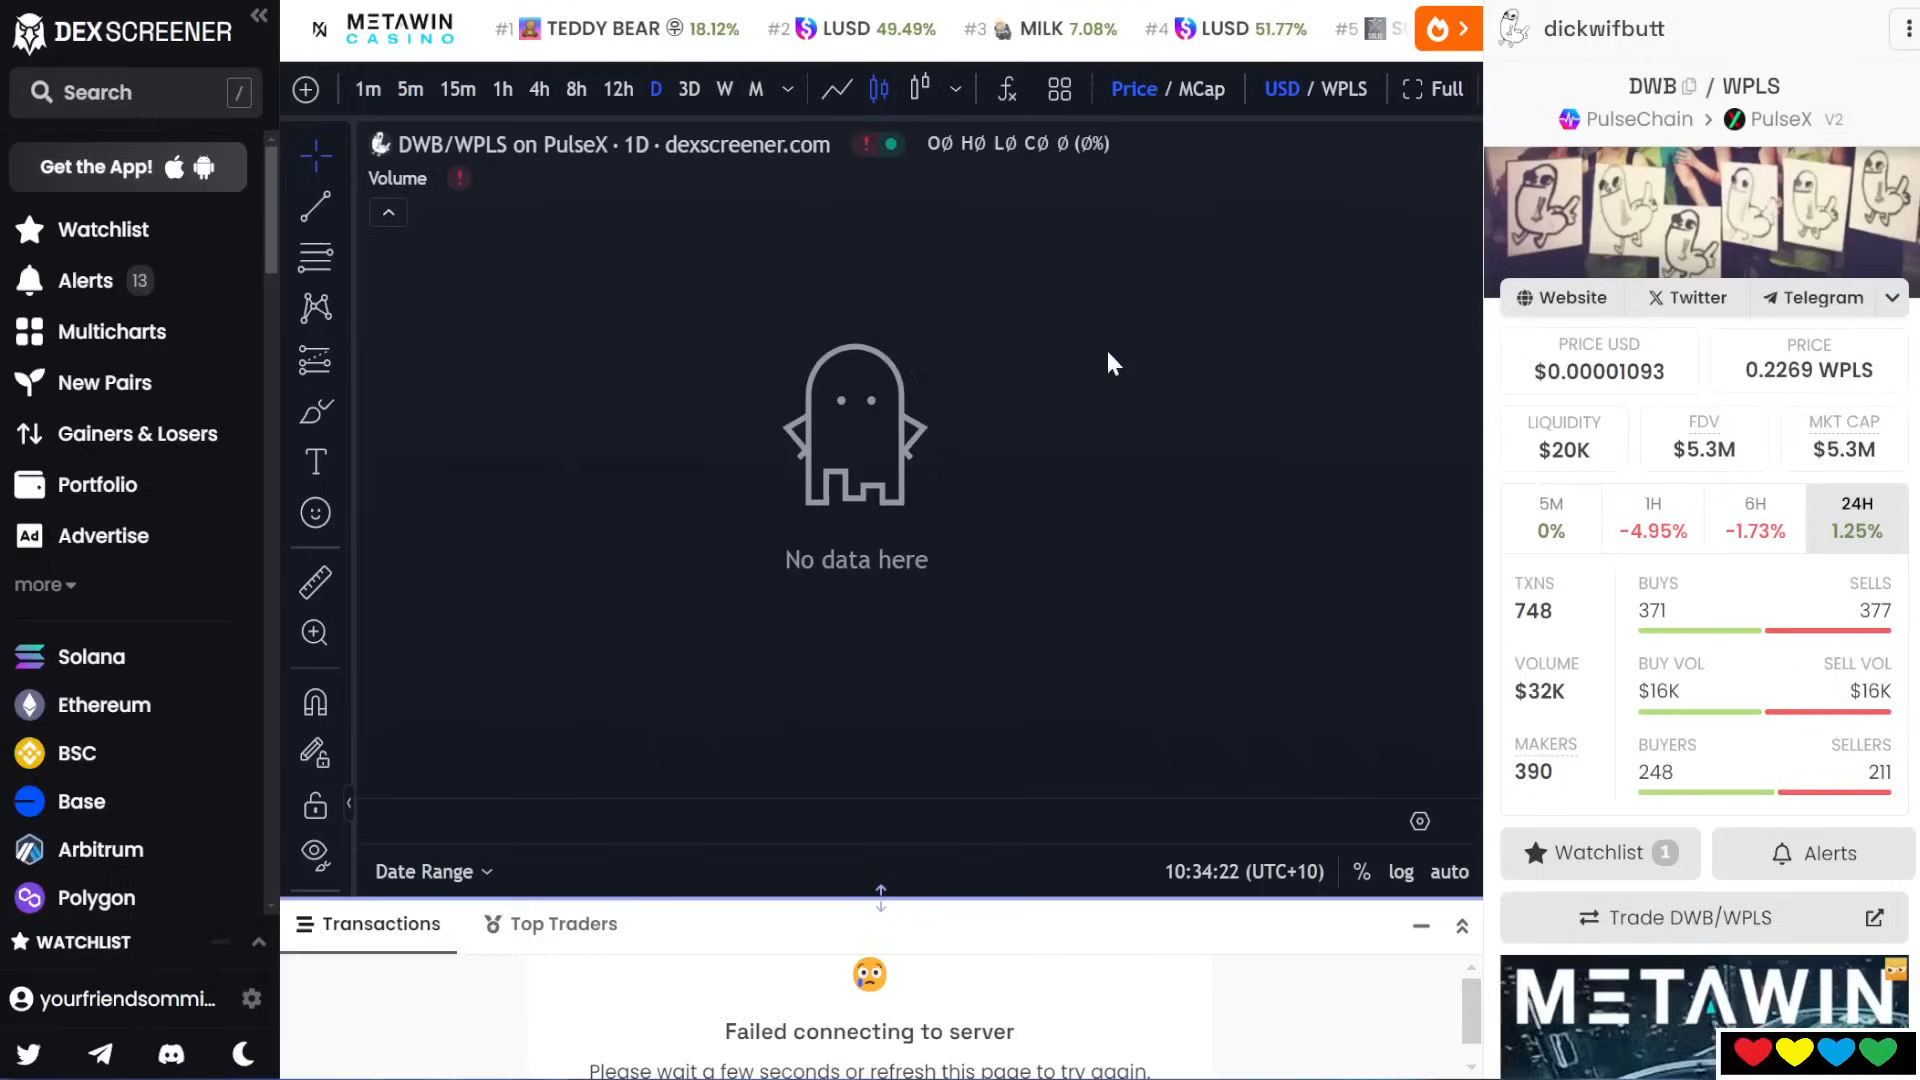 DEX SCREENER
Search
/
Get the App!
Watchlist
Alerts 13
Multicharts
New Pairs
Gainers & Losers
Portfolio
Ad Advertise
more
Solana
Ethereum
BSC
Base
Arbitrum
Polygon
WATCHLIST
yourfriendsommi...
METAWIN
CASINO
#1 TEDDY BEAR 18.12%
#2 LUSD 49.49%
#3 MILK 7.08%
#4 LUSD 51.77%
#5
1m 5m 15m 1h 4h 8h 12h D 3D W M
Price / MCap
USD / WPLS
Full
DWB/WPLS on PulseX · 1D · dexscreener.com
OØ HØ LØ CØ Ø (0%)
Volume
No data here
Date Range
10:34:22 (UTC+10)
% log auto
Transactions
Top Traders
Failed connecting to server
Please wait a few seconds or refresh this page to try again.
dickwifbutt
DWB / WPLS
PulseChain > PulseX V2
Website
Twitter
Telegram
PRICE USD
$0.00001093
PRICE
0.2269 WPLS
LIQUIDITY
$20K
FDV
$5.3M
MKT CAP
$5.3M
5M
0%
1H
-4.95%
6H
-1.73%
24H
1.25%
TXNS
748
BUYS
371
SELLS
377
VOLUME
$32K
BUY VOL
$16K
SELL VOL
$16K
MAKERS
390
BUYERS
248
SELLERS
211
Watchlist 1
Alerts
Trade DWB/WPLS
METAWIN